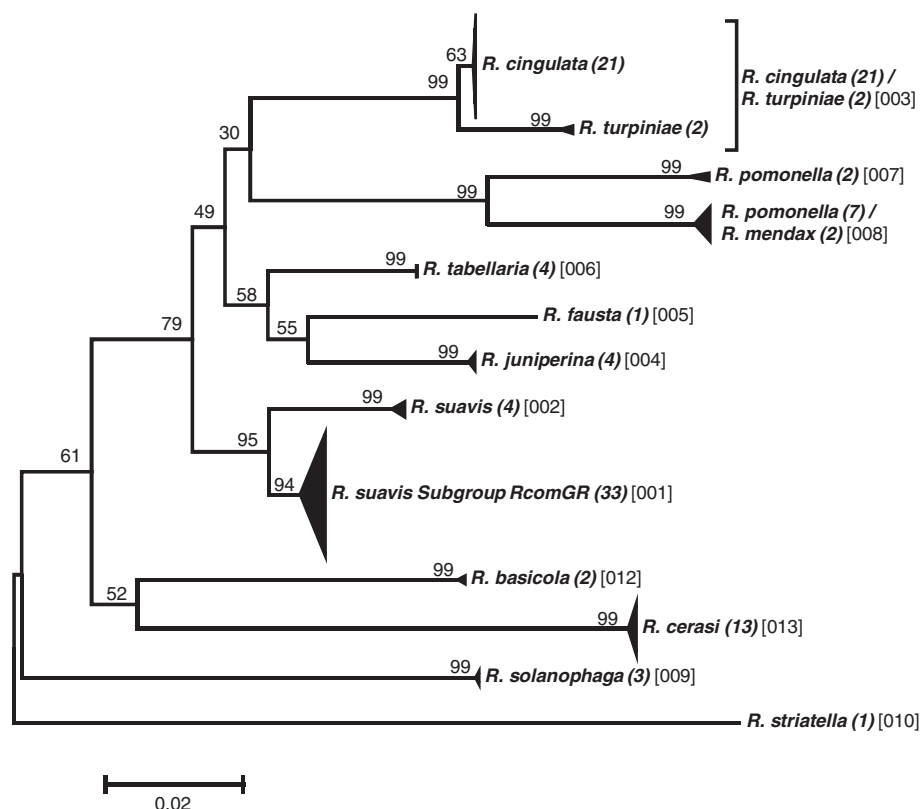 63
R. cingulata (21)
99
R. cingulata (21) /
R. turpiniae (2) [003]
99
R. turpiniae (2)
30
99
R. pomonella (2) [007]
99
99
R. pomonella (7) /
R. mendax (2) [008]
49
99
R. tabellaria (4) [006]
58
R. fausta (1) [005]
55
99
R. juniperina (4) [004]
79
99
R. suavis (4) [002]
95
94
R. suavis Subgroup RcomGR (33) [001]
61
99
R. basicola (2) [012]
52
99
R. cerasi (13) [013]
99
R. solanophaga (3) [009]
R. striatella (1) [010]
0.02